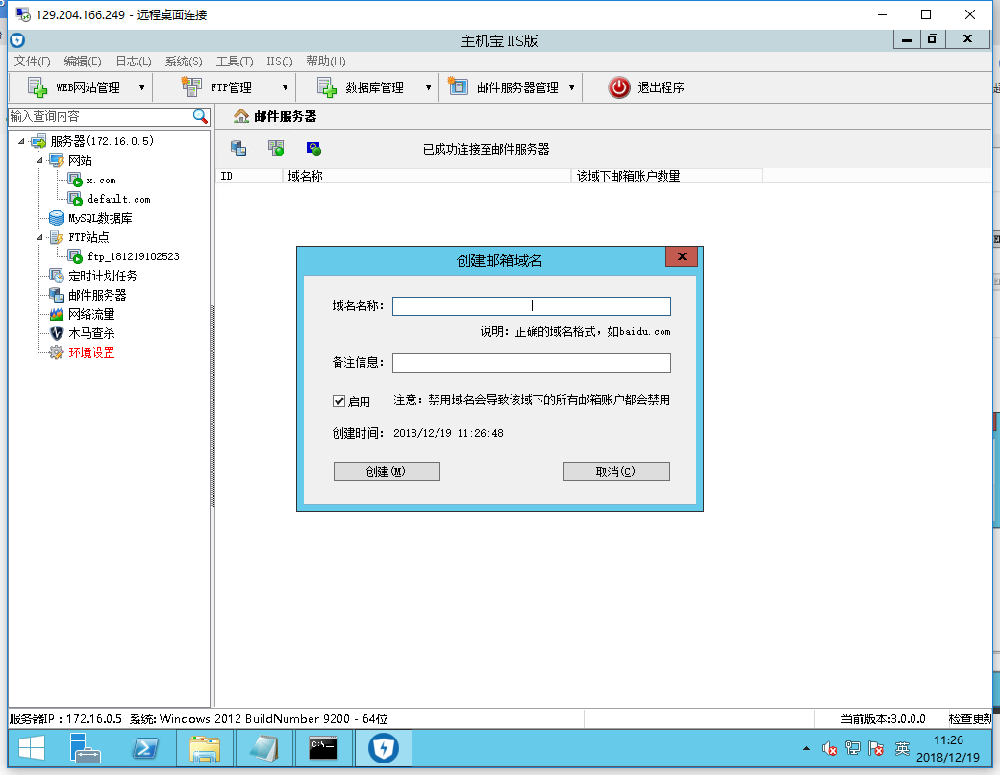 129.204.166.249 - 远程桌面连接
主机宝 IIS版
文件(F) 编辑(E) 日志(L) 系统(S) 工具(T) IIS(I) 帮助(H)
WEB网站管理 FTP管理 数据库管理 邮件服务器管理 退出程序
输入查询内容
邮件服务器
服务器(172.16.0.5)
网站
x.com
default.com
MySQL数据库
FTP站点
ftp_181219102523
定时计划任务
邮件服务器
网络流量
木马查杀
环境设置
已成功连接至邮件服务器
ID 域名称 该域下邮箱账户数量
创建邮箱域名
域名名称:
说明: 正确的域名格式，如baidu.com
备注信息:
启用 注意: 禁用域名会导致该域下的所有邮箱账户都会禁用
创建时间: 2018/12/19 11:26:48
创建(M) 取消(C)
服务器IP：172.16.0.5 系统: Windows 2012 BuildNumber 9200 - 64位
当前版本:3.0.0.0 检查更新
英
11:26
2018/12/19